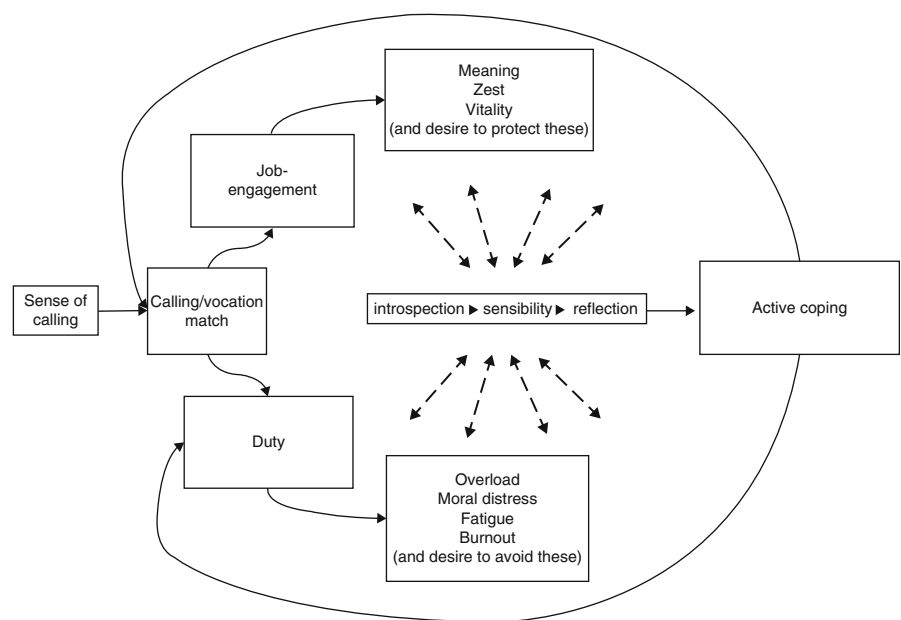 Meaning
Zest
Vitality
(and desire to protect these)
Job-
engagement
Sense of
calling
Calling/vocation
match
introspection ▸ sensibility ▸ reflection
Active coping
Duty
Overload
Moral distress
Fatigue
Burnout
(and desire to avoid these)